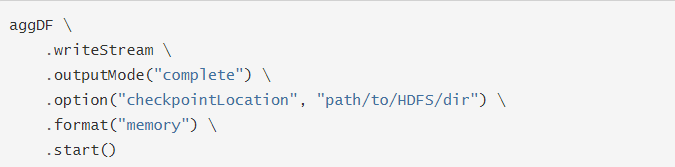 aggDF \
    .writeStream \
    .outputMode("complete") \
    .option("checkpointLocation", "path/to/HDFS/dir") \
    .format("memory") \
    .start()